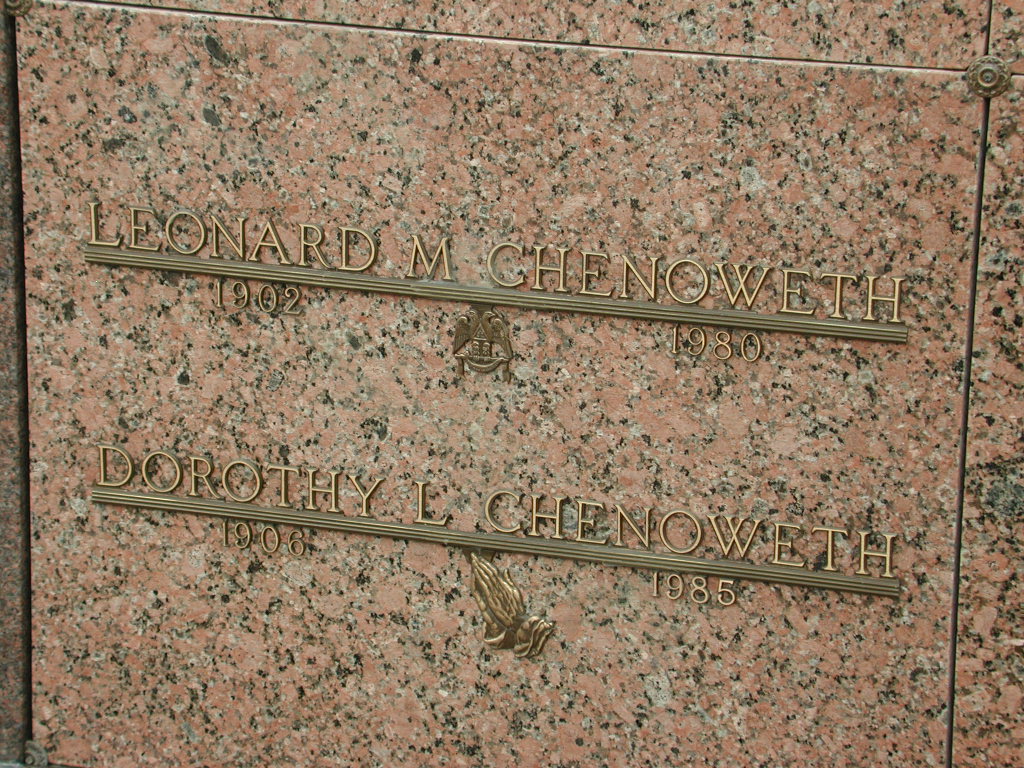 LEONARD M CHENOWETH
1902 1980
DOROTHY L CHENOWETH
1906 1985